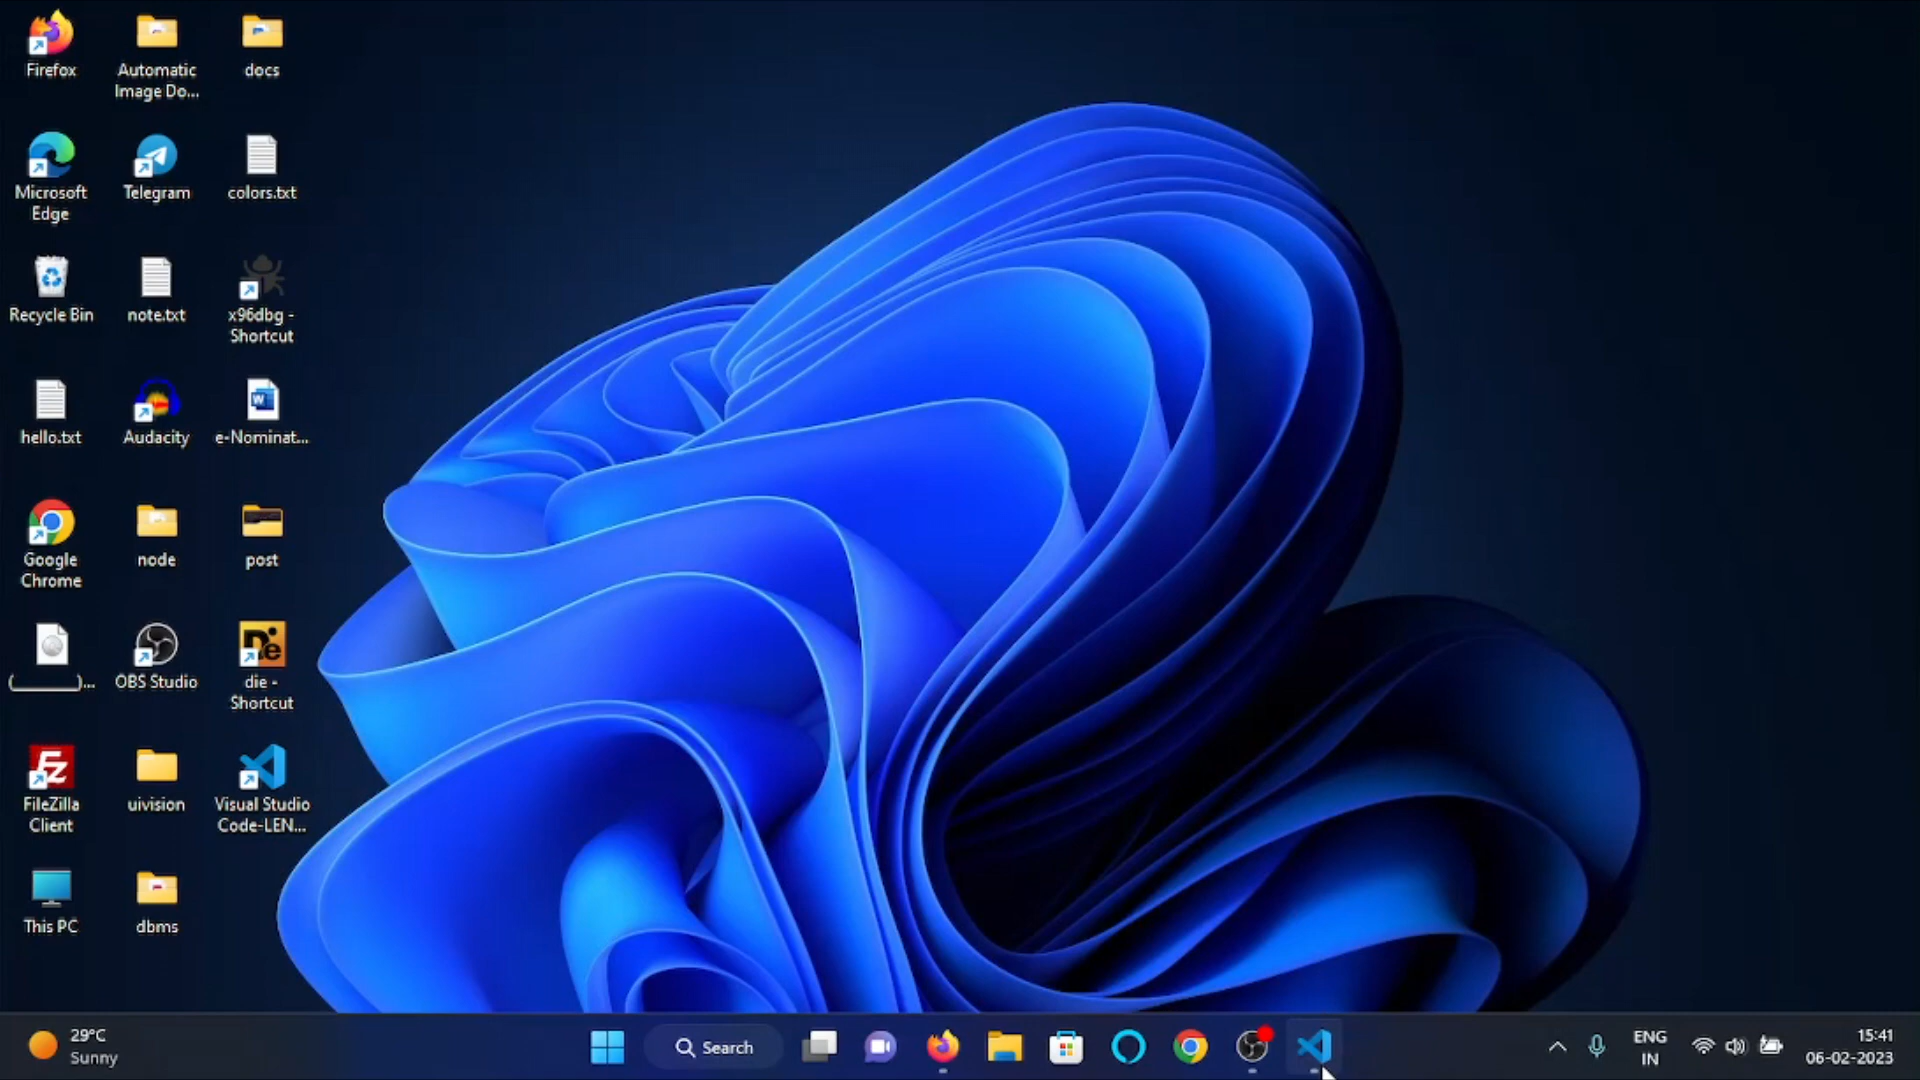 Firefox
Automatic
Image Do...
docs
Microsoft
Edge
Telegram
colors.txt
Recycle Bin
note.txt
x96dbg -
Shortcut
hello.txt
Audacity
e-Nominat...
Google
Chrome
node
post
(________)...
OBS Studio
die -
Shortcut
FileZilla
Client
uivision
Visual Studio
Code-LEN...
This PC
dbms
29°C
Sunny
Search
ENG
IN
15:41
06-02-2023